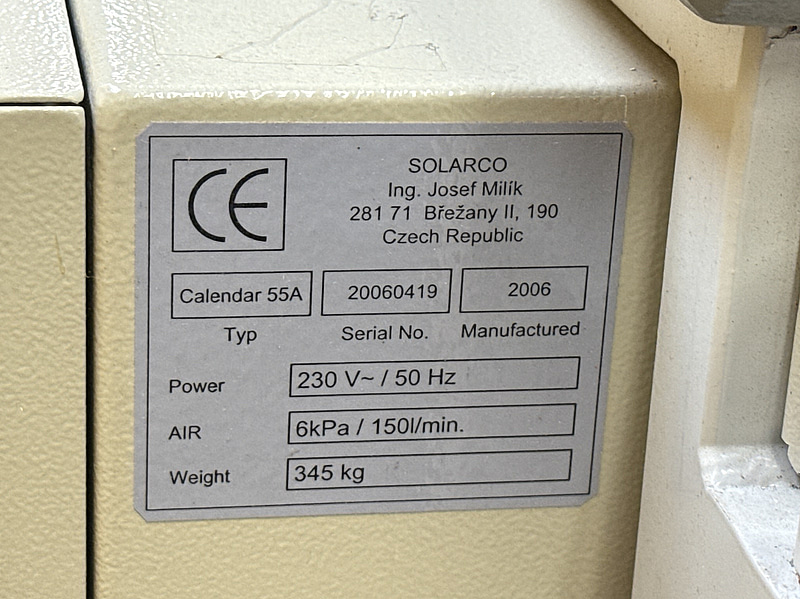 CE
SOLARCO
Ing. Josef Milík
281 71 Břežany II, 190
Czech Republic
Calendar 55A 20060419 2006
Typ Serial No. Manufactured
Power 230 V~ / 50 Hz
AIR 6kPa / 150l/min.
Weight 345 kg